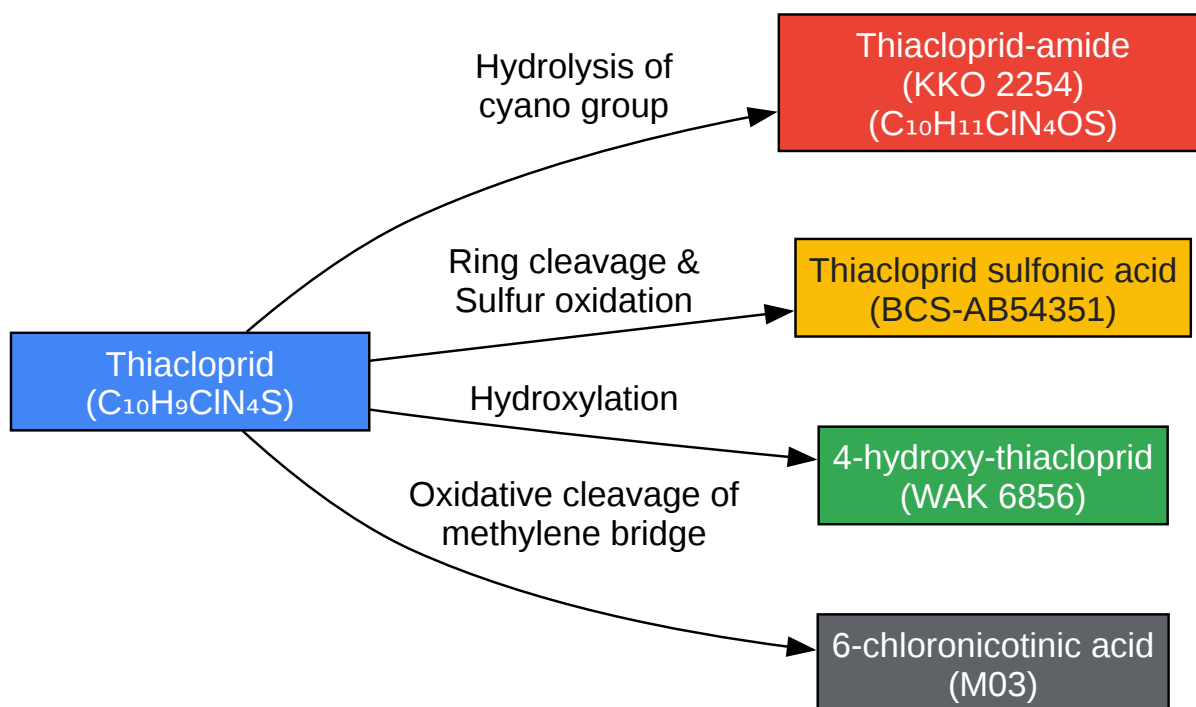 Hydrolysis of
cyano group
Thiacloprid-amide
(KKO 2254)
(C₁₀H₁₁ClN₄OS)
Ring cleavage &
Sulfur oxidation
Thiacloprid sulfonic acid
(BCS-AB54351)
Thiacloprid
(C₁₀H₉ClN₄S)
Hydroxylation
4-hydroxy-thiacloprid
(WAK 6856)
Oxidative cleavage of
methylene bridge
6-chloronicotinic acid
(M03)